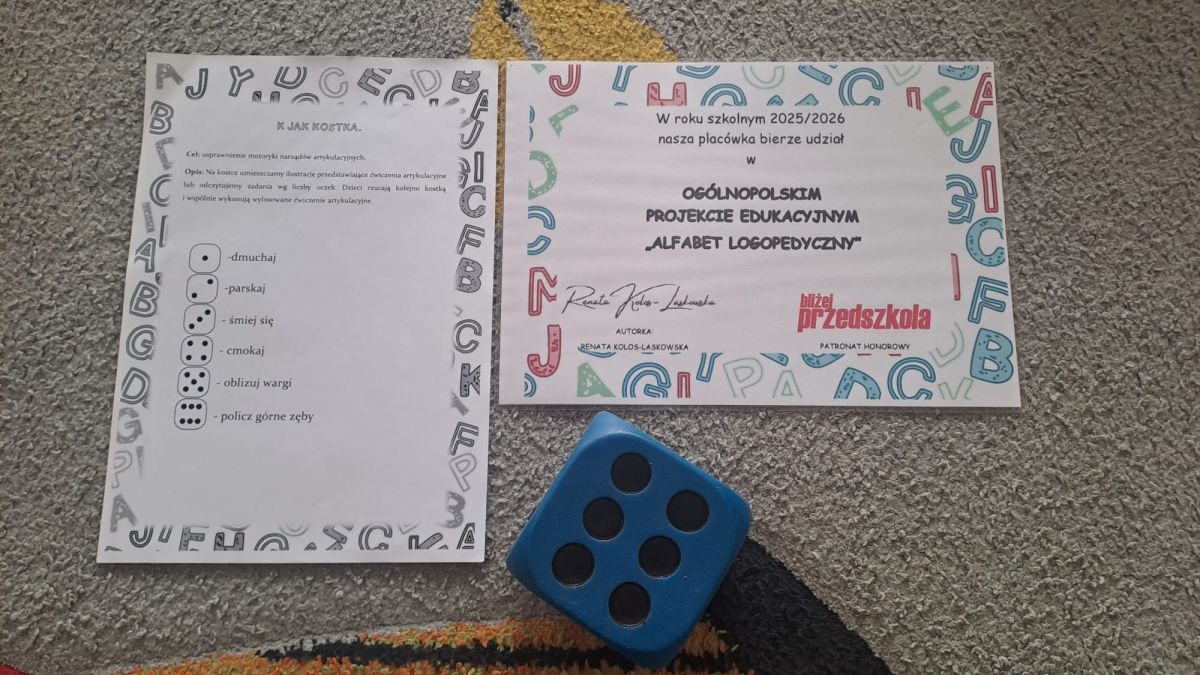 K JAK KOSTKA.
Cel: usprawnienie motoryki narządów artykulacyjnych.
Opis: Na kostce umieszczamy ilustracje przedstawiające ćwiczenia artykulacyjne
lub odczytujemy zadania wg liczby oczek. Dzieci rzucają kolejno kostką
i wspólnie wykonują wylosowane ćwiczenie artykulacyjne.
-dmuchaj
-parskaj
- śmiej się
- cmokaj
- oblizuj wargi
- policz górne zęby
W roku szkolnym 2025/2026
nasza placówka bierze udział
w
OGÓLNOPOLSKIM
PROJEKCIE EDUKACYJNYM
„ALFABET LOGOPEDYCZNY”
Renata Kolos-Laskowska
AUTORKA:
RENATA KOLOS-LASKOWSKA
bliżej
przedszkola
PATRONAT HONOROWY